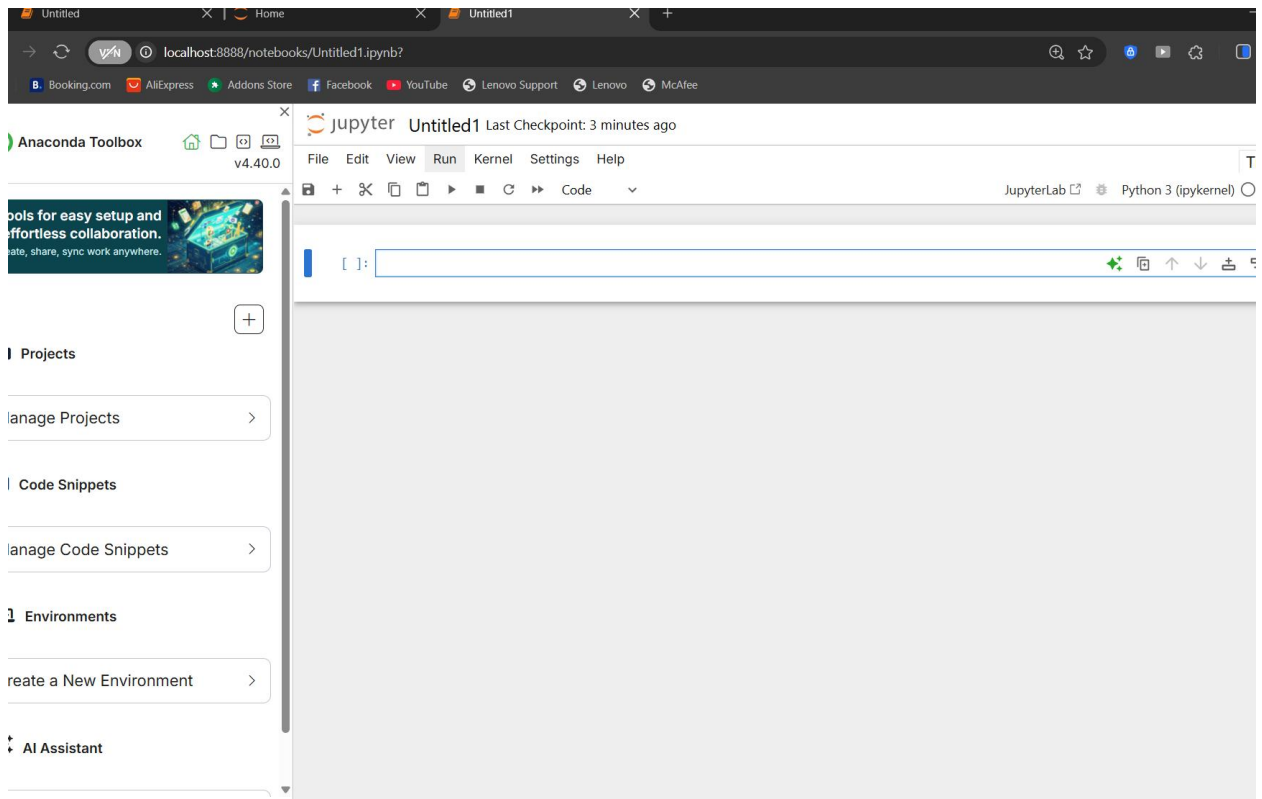 Untitled
Home
Untitled1
VPN
localhost:8888/notebooks/Untitled1.ipynb?
B. Booking.com AliExpress Addons Store Facebook YouTube Lenovo Support Lenovo McAfee
Anaconda Toolbox
v4.40.0
ools for easy setup and
effortless collaboration.
eate, share, sync work anywhere.
Projects
anage Projects
Code Snippets
anage Code Snippets
Environments
reate a New Environment
AI Assistant
jupyter Untitled1 Last Checkpoint: 3 minutes ago
File Edit View Run Kernel Settings Help
T
Code
JupyterLab Python 3 (ipykernel)
[ ]: